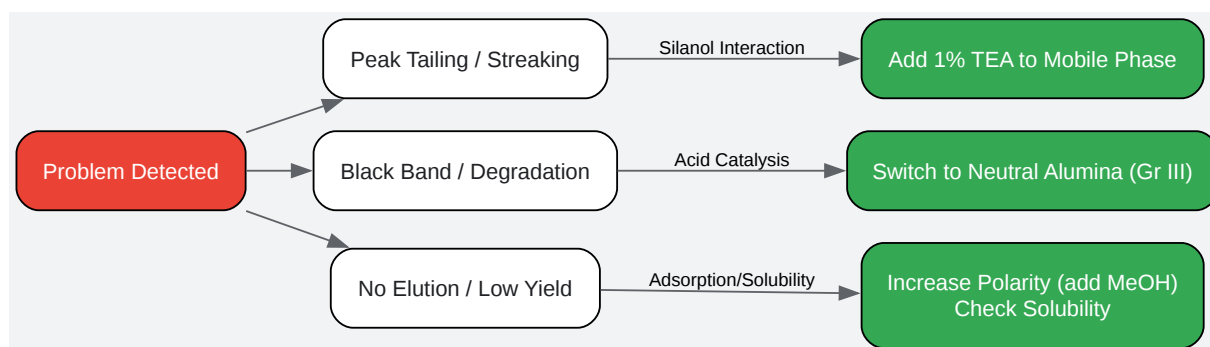 Peak Tailing / Streaking
Silanol Interaction
Add 1% TEA to Mobile Phase
Problem Detected
Black Band / Degradation
Acid Catalysis
Switch to Neutral Alumina (Gr III)
No Elution / Low Yield
Adsorption/Solubility
Increase Polarity (add MeOH)
Check Solubility